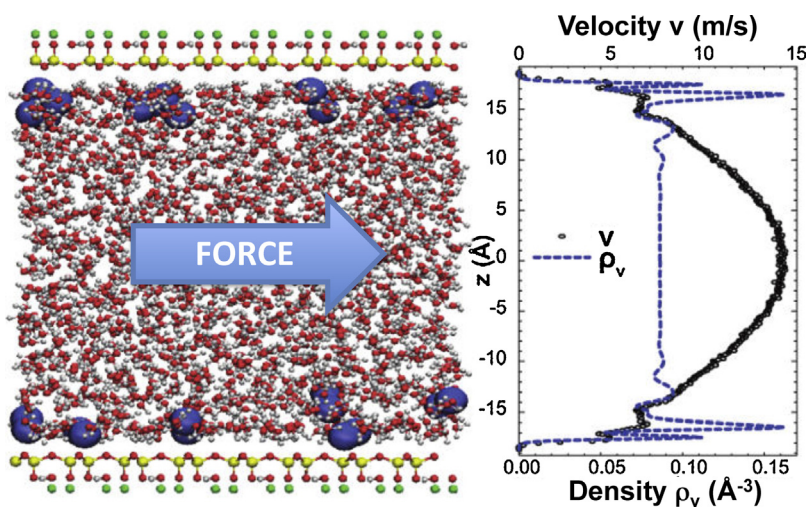 FORCE
Velocity v (m/s)
0 5 10 15
15
10
5
0
-5
-10
-15
z (Å)
v
ρv
0.00 0.05 0.10 0.15
Density ρv (Å-3)